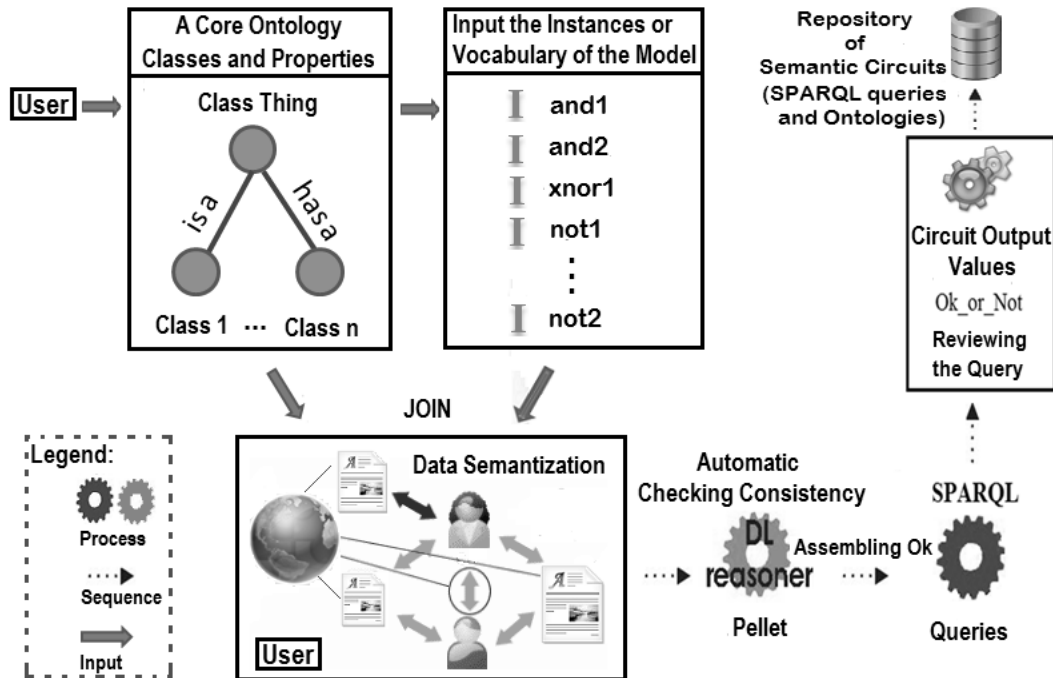 User
A Core Ontology
Classes and Properties
Class Thing
is a
has a
Class 1 ... Class n
Input the Instances or
Vocabulary of the Model
and1
and2
xnor1
not1
not2
Repository
of
Semantic Circuits
(SPARQL queries
and Ontologies)
Circuit Output
Values
Ok_or_Not
Reviewing
the Query
JOIN
Legend:
Process
Sequence
Input
Data Semantization
User
Automatic
Checking Consistency
DL
reasoner
Pellet
Assembling Ok
SPARQL
Queries